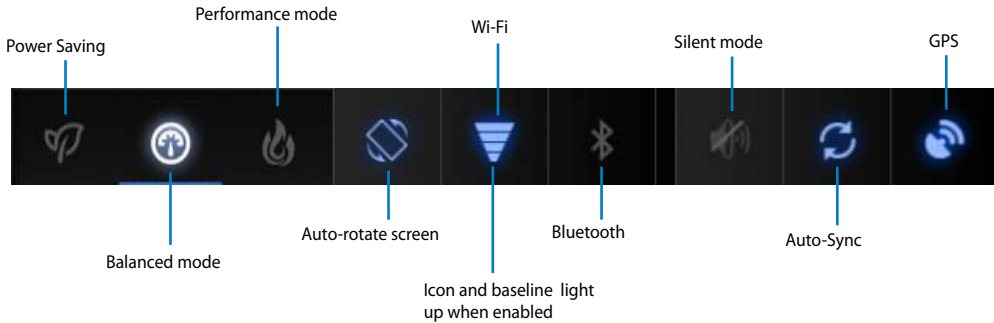 Performance mode
Power Saving
Wi-Fi
Silent mode
GPS
Auto-rotate screen
Bluetooth
Auto-Sync
Balanced mode
Icon and baseline light
up when enabled